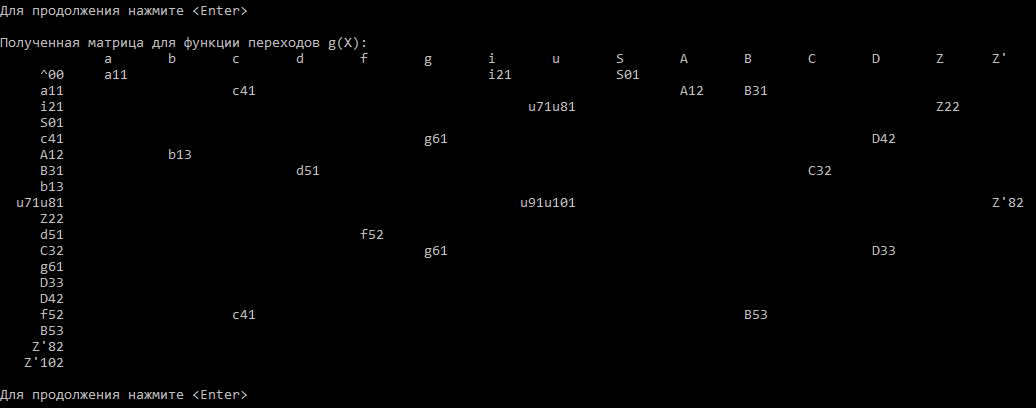 Для продолжения нажмите <Enter>
Полученная матрица для функции переходов g(X):
a b c d f g i u S A B C D Z Z'
^00 a11 i21 S01
a11 c41 A12 B31
i21 u71u81 Z22
S01
c41 g61 D42
A12 b13
B31 d51 C32
b13
u71u81 u91u101 Z'82
Z22
d51 f52
C32 g61 D33
g61
D33
D42
f52 c41 B53
B53
Z'82
Z'102
Для продолжения нажмите <Enter>